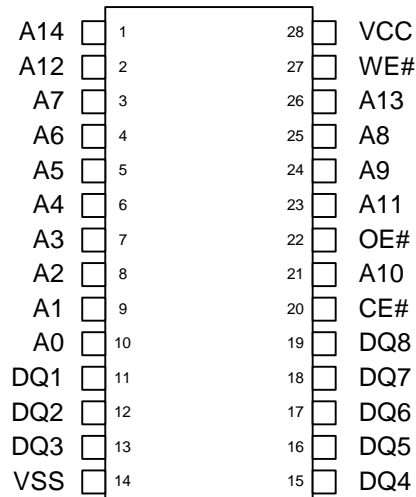 A14 1 28 VCC
A12 2 27 WE#
A7 3 26 A13
A6 4 25 A8
A5 5 24 A9
A4 6 23 A11
A3 7 22 OE#
A2 8 21 A10
A1 9 20 CE#
A0 10 19 DQ8
DQ1 11 18 DQ7
DQ2 12 17 DQ6
DQ3 13 16 DQ5
VSS 14 15 DQ4